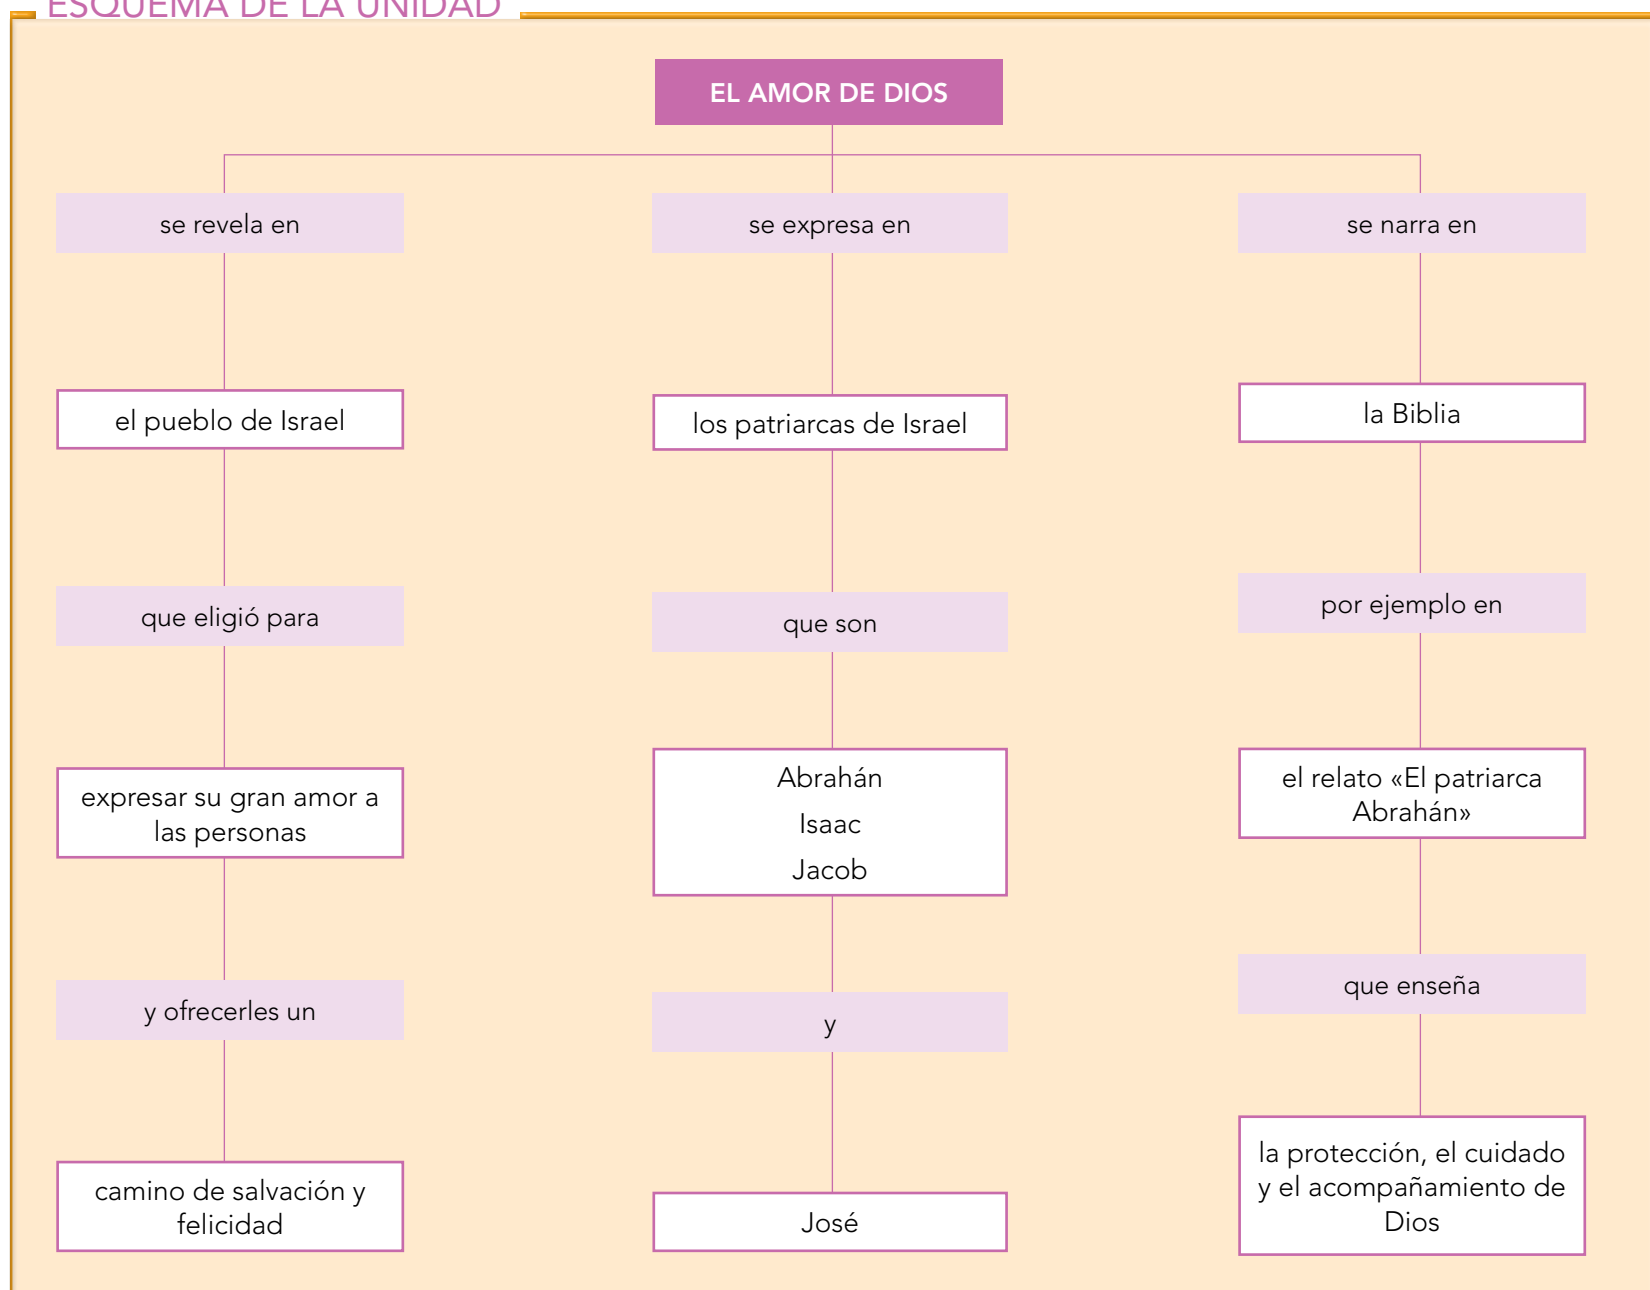 ESQUEMA DE LA UNIDAD
EL AMOR DE DIOS
se revela en
el pueblo de Israel
que eligió para
expresar su gran amor a
las personas
y ofrecerles un
camino de salvación y
felicidad
se expresa en
los patriarcas de Israel
que son
Abrahán
Isaac
Jacob
y
José
se narra en
la Biblia
por ejemplo en
el relato «El patriarca
Abrahán»
que enseña
la protección, el cuidado
y el acompañamiento de
Dios